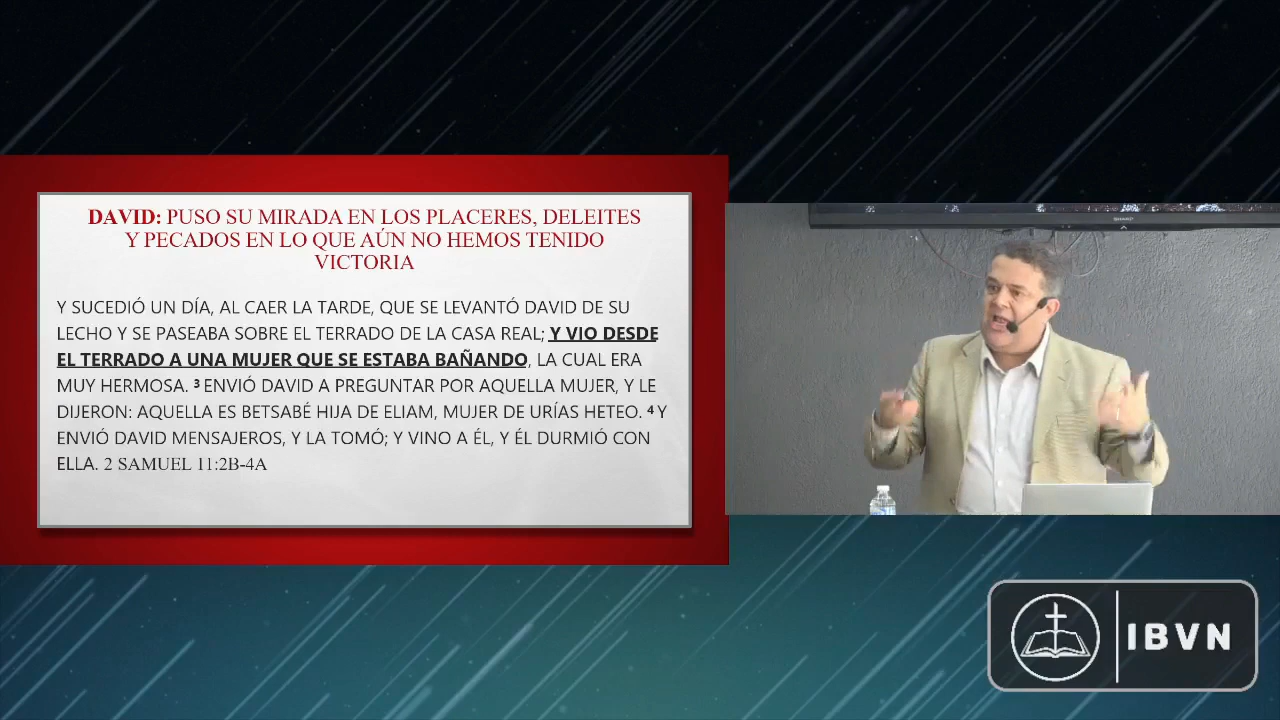 DAVID: PUSO SU MIRADA EN LOS PLACERES, DELEITES
Y PECADOS EN LO QUE AÚN NO HEMOS TENIDO
VICTORIA
Y SUCEDIÓ UN DÍA, AL CAER LA TARDE, QUE SE LEVANTÓ DAVID DE SU
LECHO Y SE PASEABA SOBRE EL TERRADO DE LA CASA REAL; Y VIO DESDE
EL TERRADO A UNA MUJER QUE SE ESTABA BAÑANDO, LA CUAL ERA
MUY HERMOSA. ³ ENVIÓ DAVID A PREGUNTAR POR AQUELLA MUJER, Y LE
DIJERON: AQUELLA ES BETSABÉ HIJA DE ELIAM, MUJER DE URÍAS HETEO. ⁴ Y
ENVIÓ DAVID MENSAJEROS, Y LA TOMÓ; Y VINO A ÉL, Y ÉL DURMIÓ CON
ELLA. 2 SAMUEL 11:2B-4A
SHARP
IBVN